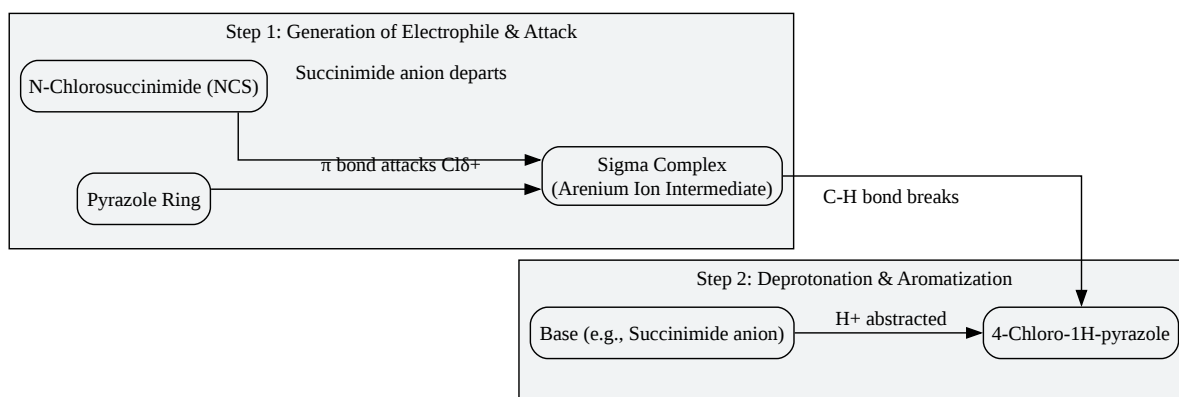 Step 1: Generation of Electrophile & Attack
Succinimide anion departs
N-Chlorosuccinimide (NCS)
π bond attacks Clδ+
Sigma Complex
(Arenium Ion Intermediate)
Pyrazole Ring
C-H bond breaks
Step 2: Deprotonation & Aromatization
H+ abstracted
Base (e.g., Succinimide anion)
4-Chloro-1H-pyrazole